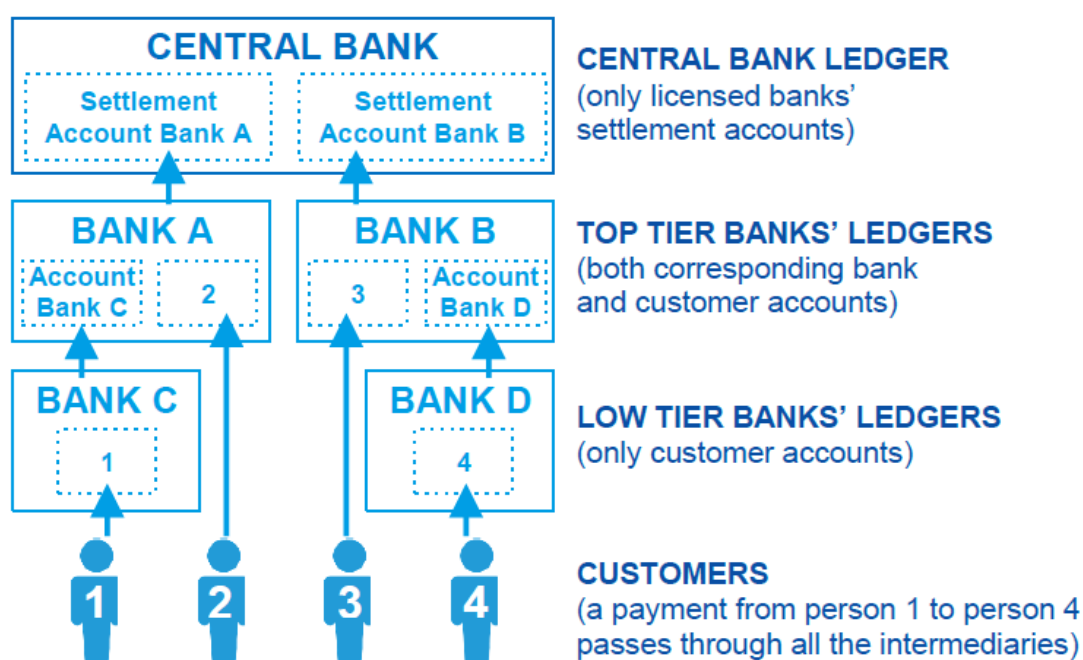 CENTRAL BANK
Settlement
Account Bank A
Settlement
Account Bank B
CENTRAL BANK LEDGER
(only licensed banks’
settlement accounts)
BANK A
Account
Bank C
2
BANK B
3
Account
Bank D
TOP TIER BANKS’ LEDGERS
(both corresponding bank
and customer accounts)
BANK C
1
BANK D
4
LOW TIER BANKS’ LEDGERS
(only customer accounts)
1
2
3
4
CUSTOMERS
(a payment from person 1 to person 4
passes through all the intermediaries)